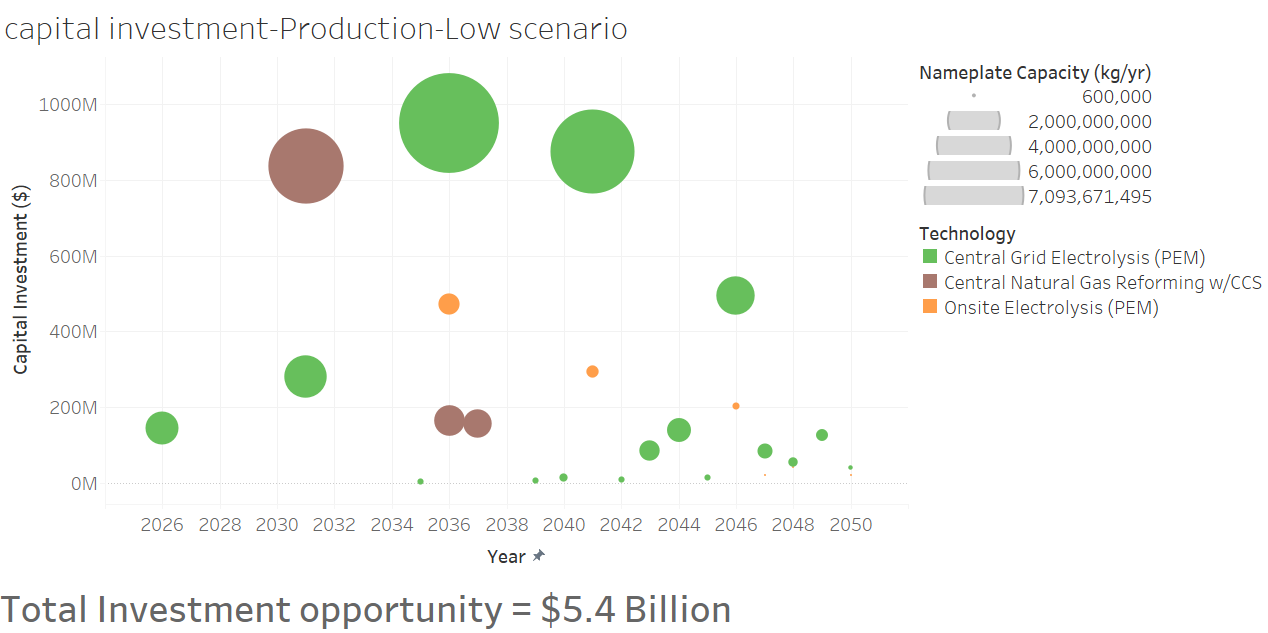 capital investment-Production-Low scenario
Nameplate Capacity (kg/yr)
600,000
2,000,000,000
4,000,000,000
6,000,000,000
7,093,671,495
Technology
Central Grid Electrolysis (PEM)
Central Natural Gas Reforming w/CCS
Onsite Electrolysis (PEM)
Capital Investment ($)
1000M
800M
600M
400M
200M
0M
2026 2028 2030 2032 2034 2036 2038 2040 2042 2044 2046 2048 2050
Year
Total Investment opportunity = $5.4 Billion